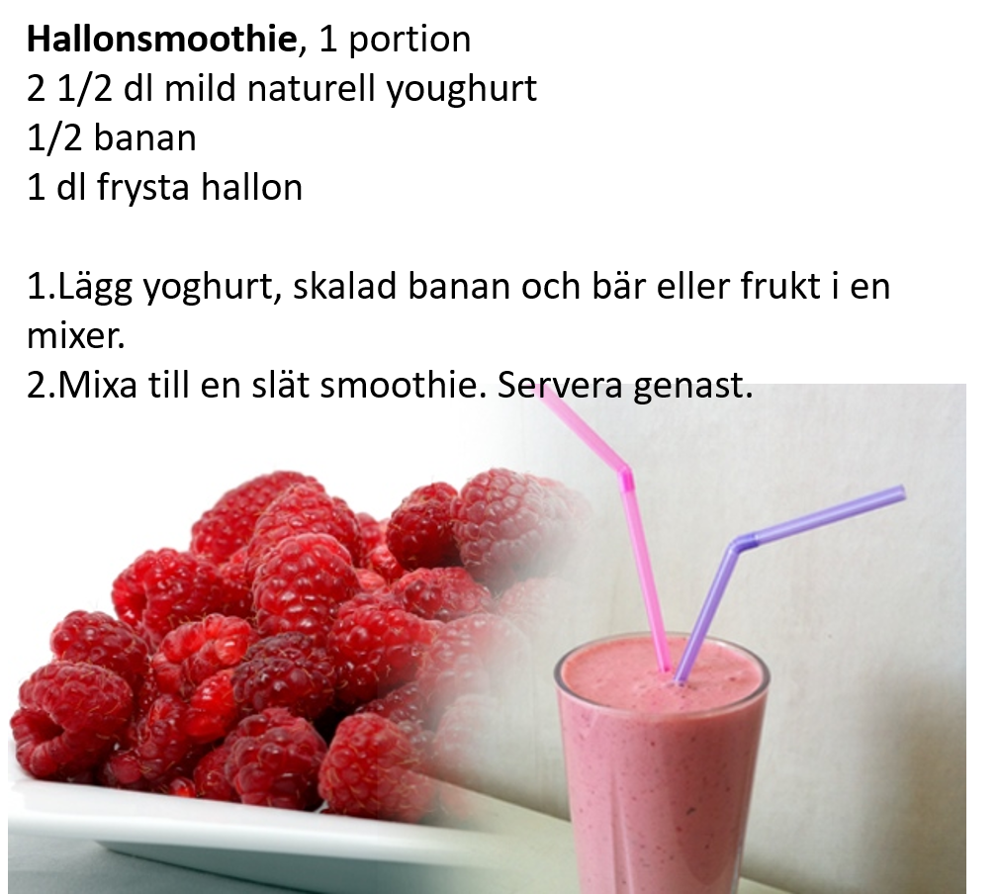 Hallonsmoothie, 1 portion
2 1/2 dl mild naturell youghurt
1/2 banan
1 dl frysta hallon
1.Lägg yoghurt, skalad banan och bär eller frukt i en
mixer.
2.Mixa till en slät smoothie. Servera genast.